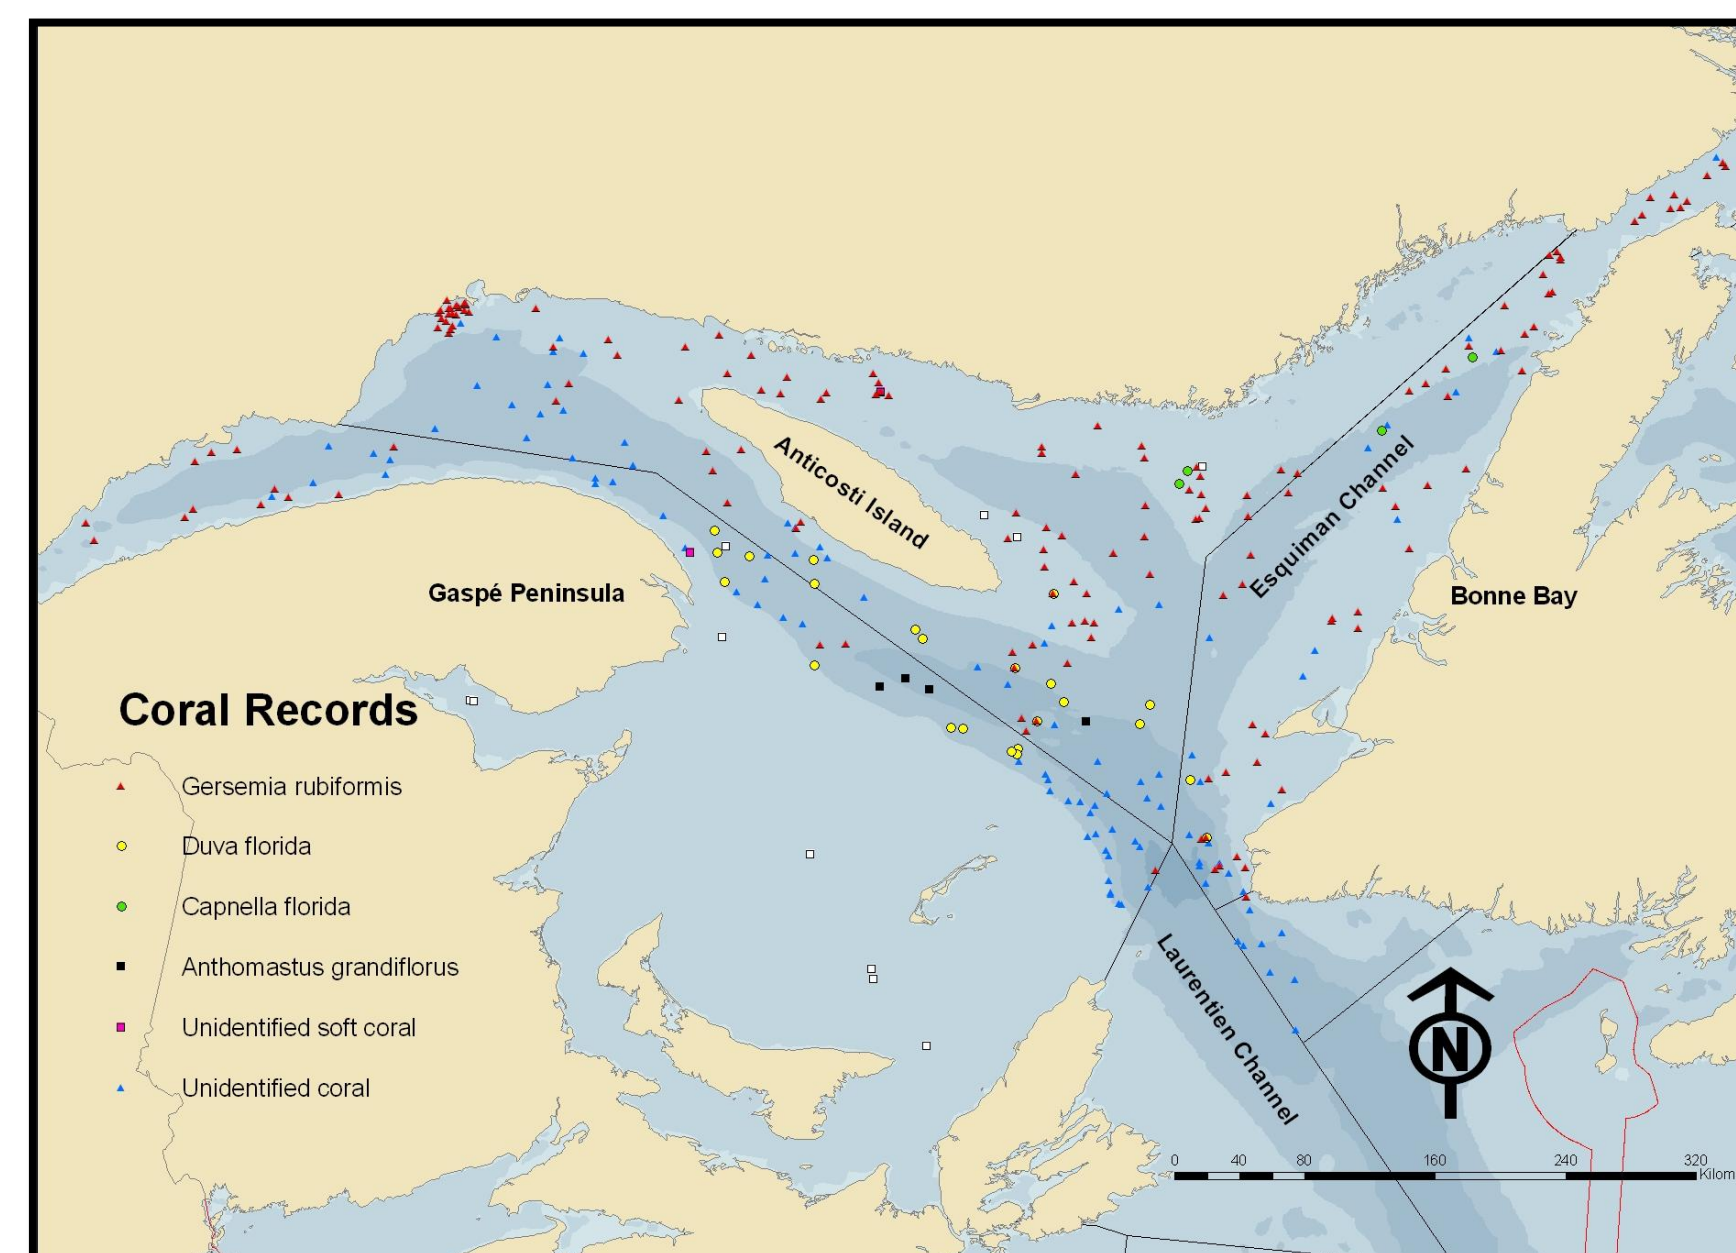 Anticosti Island
Esquiman Channel
Gaspé Peninsula
Bonne Bay
Coral Records
Gersemia rubiformis
Duva florida
Capnella florida
Anthomastus grandiflorus
Unidentified soft coral
Unidentified coral
Laurentien Channel
N
0 40 80 160 240 320
Kilom